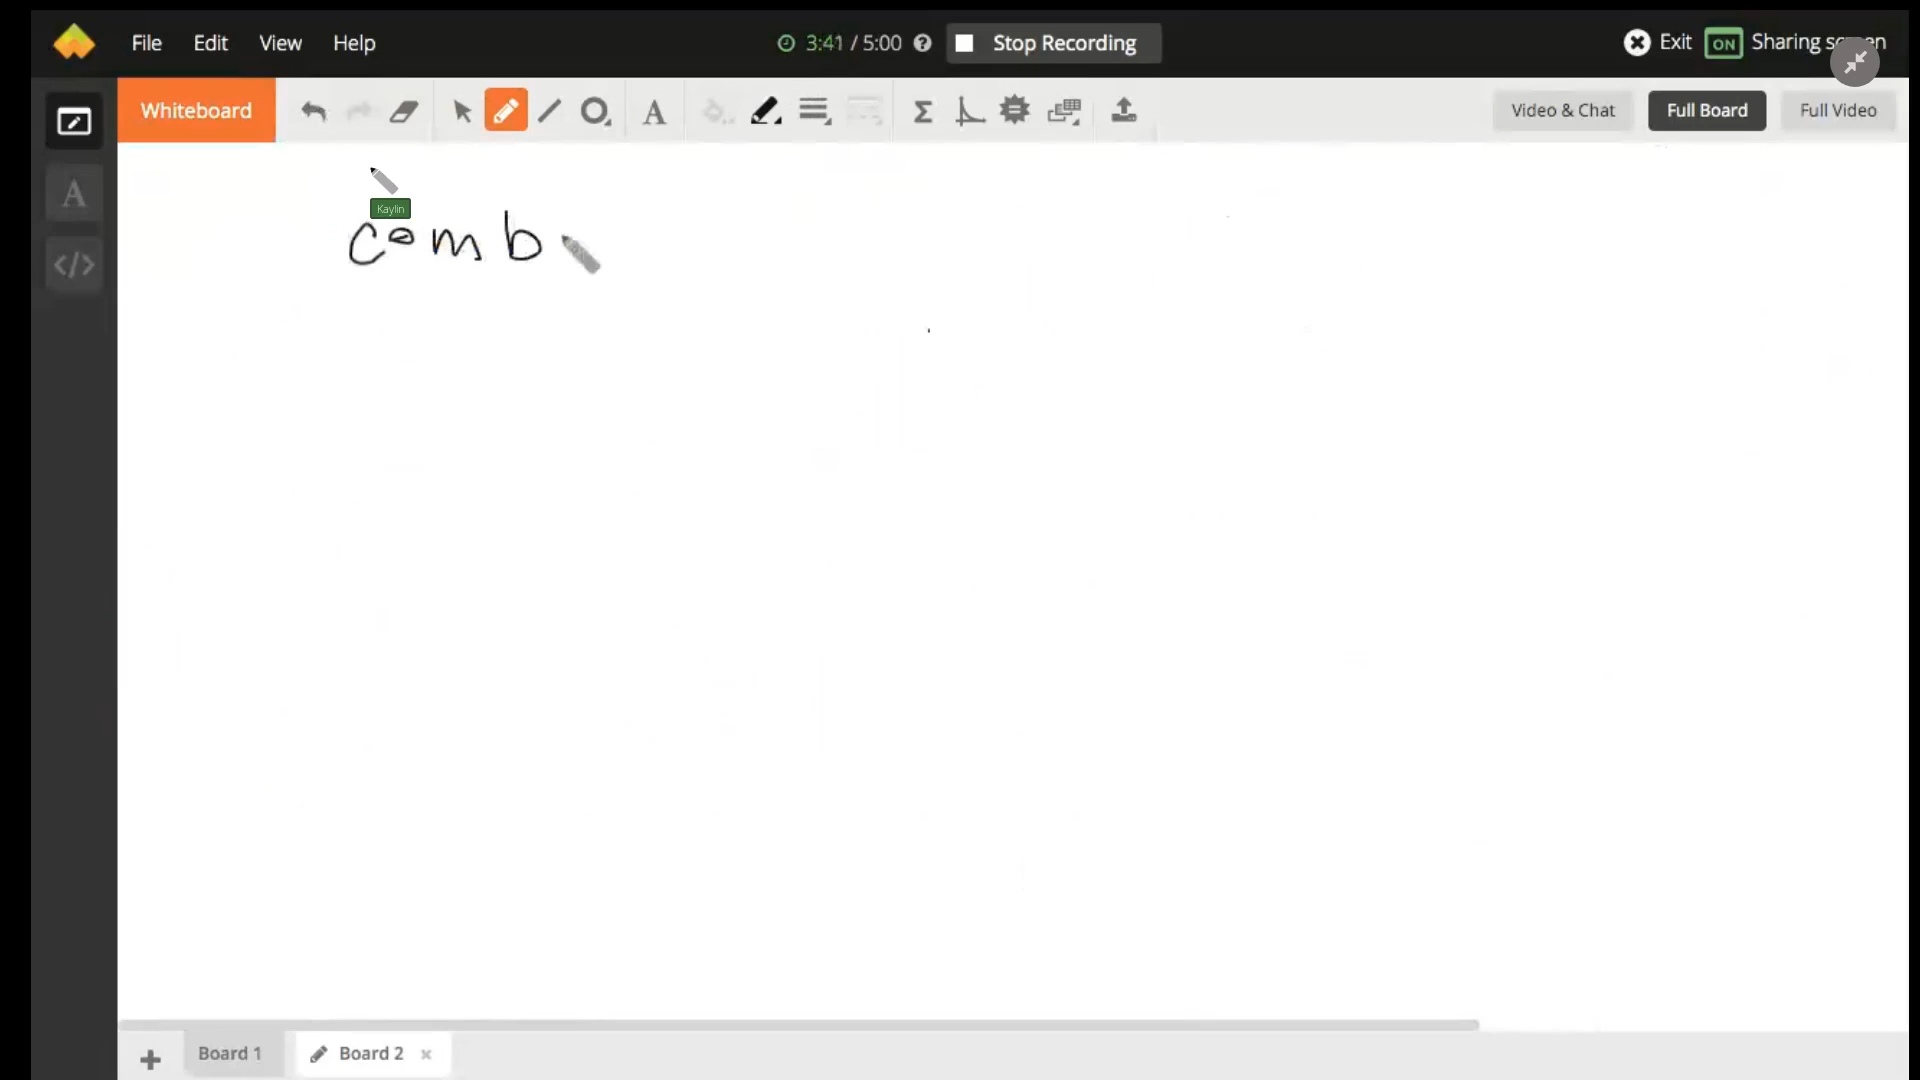 File Edit View Help 3:41 / 5:00 ? Stop Recording Exit ON Sharing screen
Whiteboard A Σ Video & Chat Full Board Full Video
A
</>
Kaylin
comb
+ Board 1 Board 2 ×